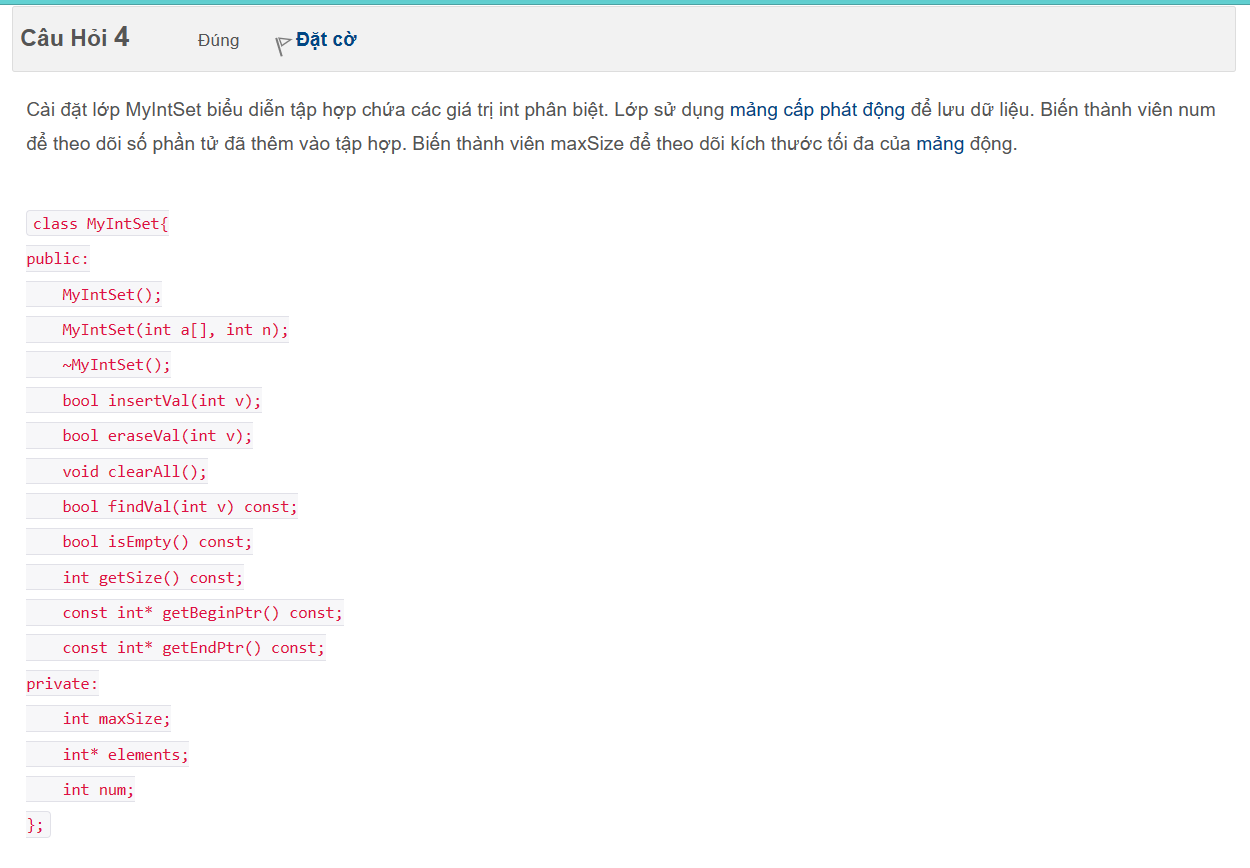 Câu Hỏi 4 Đúng Đặt cờ
Cài đặt lớp MyIntSet biểu diễn tập hợp chứa các giá trị int phân biệt. Lớp sử dụng mảng cấp phát động để lưu dữ liệu. Biến thành viên num
để theo dõi số phần tử đã thêm vào tập hợp. Biến thành viên maxSize để theo dõi kích thước tối đa của mảng động.
class MyIntSet{
public:
    MyIntSet();
    MyIntSet(int a[], int n);
    ~MyIntSet();
    bool insertVal(int v);
    bool eraseVal(int v);
    void clearAll();
    bool findVal(int v) const;
    bool isEmpty() const;
    int getSize() const;
    const int* getBeginPtr() const;
    const int* getEndPtr() const;
private:
    int maxSize;
    int* elements;
    int num;
};